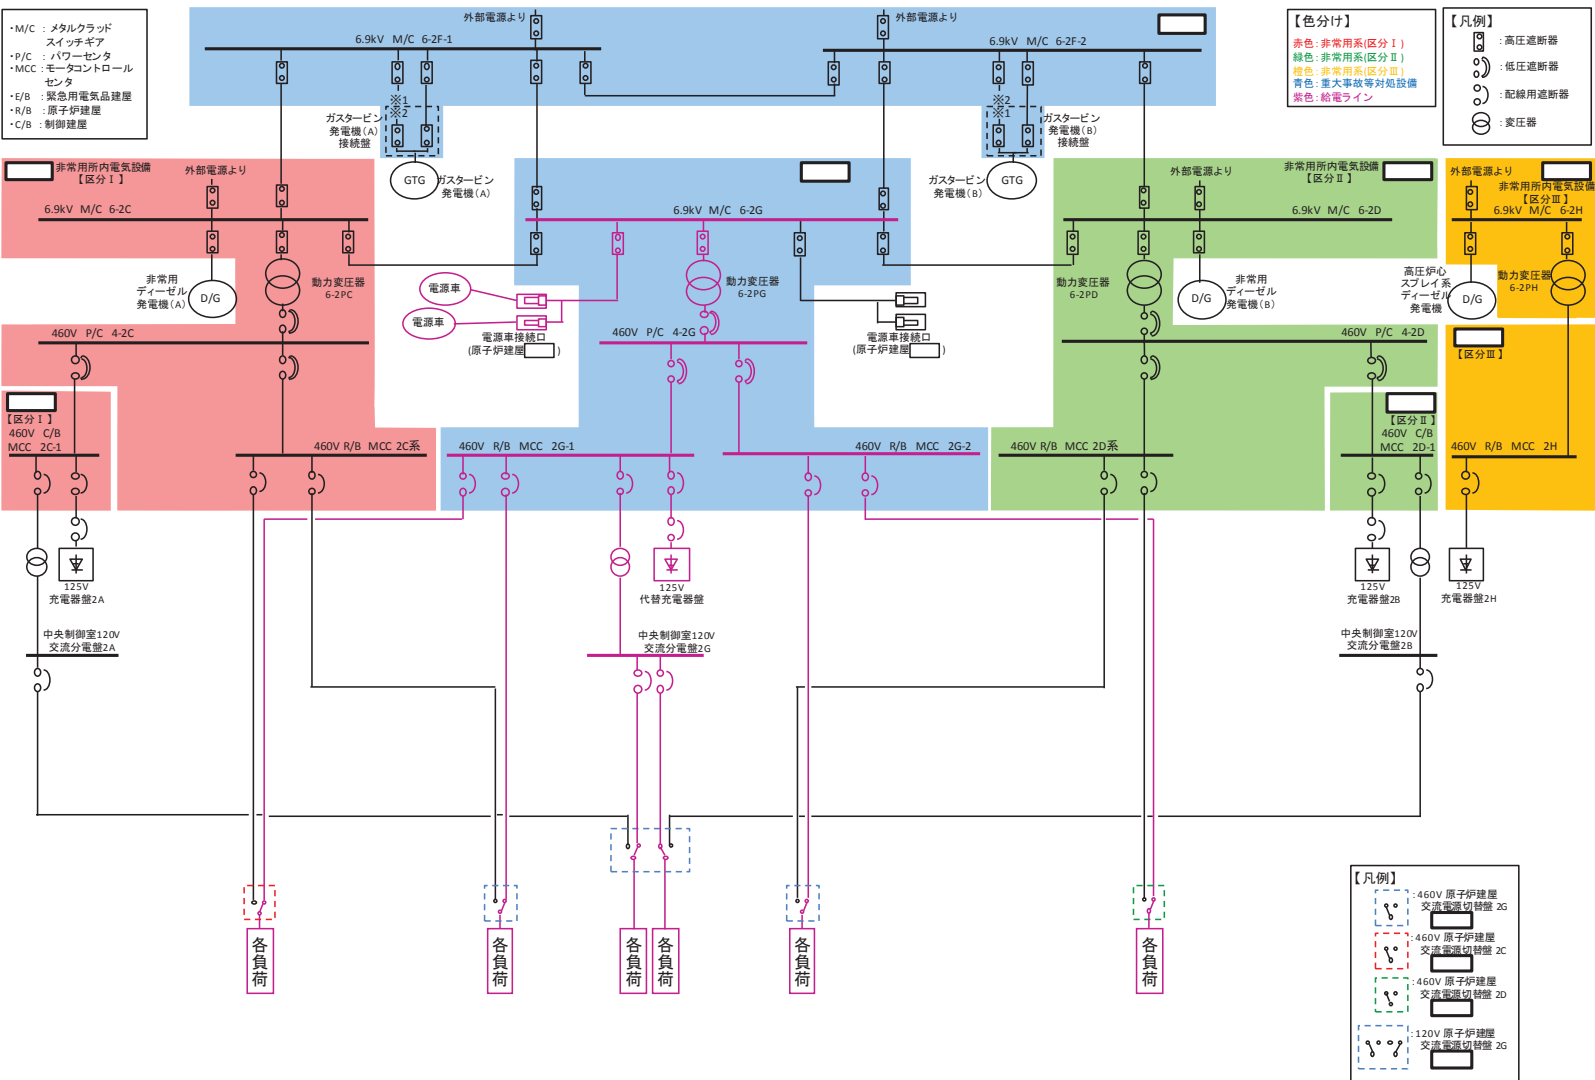 ・M/C ：メタルクラッド
スイッチギア
・P/C ：パワーセンタ
・MCC：モータコントロール
センタ
・E/B ：緊急用電気品建屋
・R/B ：原子炉建屋
・C/B ：制御建屋
外部電源より
6.9kV M/C 6-2F-1
外部電源より
6.9kV M/C 6-2F-2
【色分け】
赤色：非常用系(区分Ⅰ)
緑色：非常用系(区分Ⅱ)
橙色：非常用系(区分Ⅲ)
青色：重大事故等対処設備
紫色：給電ライン
【凡例】
：高圧遮断器
：低圧遮断器
：配線用遮断器
：変圧器
※1
※2
ガスタービン
発電機(A)
接続盤
GTG
ガスタービン
発電機(A)
※2
※1
ガスタービン
発電機(B)
接続盤
ガスタービン
発電機(B)
GTG
非常用所内電気設備
【区分Ⅰ】
外部電源より
6.9kV M/C 6-2C
非常用
ディーゼル
発電機(A)
D/G
動力変圧器
6-2PC
460V P/C 4-2C
6.9kV M/C 6-2G
電源車
電源車
電源車接続口
(原子炉建屋 )
動力変圧器
6-2PG
460V P/C 4-2G
電源車接続口
(原子炉建屋 )
外部電源より
非常用所内電気設備
【区分Ⅱ】
6.9kV M/C 6-2D
動力変圧器
6-2PD
D/G
非常用
ディーゼル
発電機(B)
460V P/C 4-2D
外部電源より
非常用所内電気設備
【区分Ⅲ】
6.9kV M/C 6-2H
高圧炉心
スプレイ系
ディーゼル
発電機
D/G
動力変圧器
6-2PH
【区分Ⅲ】
【区分Ⅰ】
460V C/B
MCC 2C-1
460V R/B MCC 2C系
460V R/B MCC 2G-1
460V R/B MCC 2G-2
460V R/B MCC 2D系
【区分Ⅱ】
460V C/B
MCC 2D-1
460V R/B MCC 2H
125V
充電器盤2A
125V
代替充電器盤
125V
充電器盤2B
125V
充電器盤2H
中央制御室120V
交流分電盤2A
中央制御室120V
交流分電盤2G
中央制御室120V
交流分電盤2B
各負荷
各負荷
各負荷
各負荷
各負荷
各負荷
【凡例】
：460V 原子炉建屋
交流電源切替盤 2G
：460V 原子炉建屋
交流電源切替盤 2C
：460V 原子炉建屋
交流電源切替盤 2D
：120V 原子炉建屋
交流電源切替盤 2G